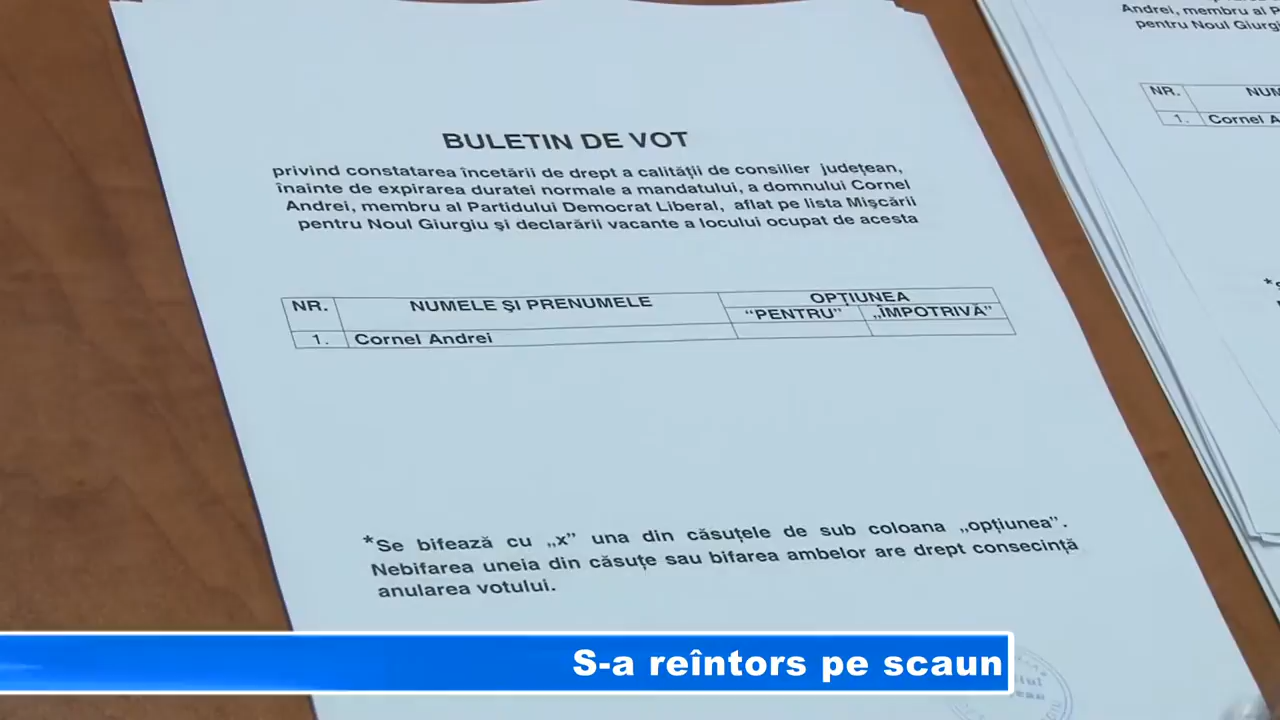 BULETIN DE VOT
privind constatarea încetării de drept a calității de consilier județean,
înainte de expirarea duratei normale a mandatului, a domnului Cornel
Andrei, membru al Partidului Democrat Liberal, aflat pe lista Mișcării
pentru Noul Giurgiu și declarării vacante a locului ocupat de acesta
NR. NUMELE ȘI PRENUMELE OPȚIUNEA
“PENTRU” „ÎMPOTRIVĂ”
1. Cornel Andrei
*Se bifează cu „x” una din căsuțele de sub coloana „opțiunea”.
Nebifarea uneia din căsuțe sau bifarea ambelor are drept consecință
anularea votului.
Andrei, membru al
pentru Noul
NR.
1. Cornel
S-a reîntors pe scaun